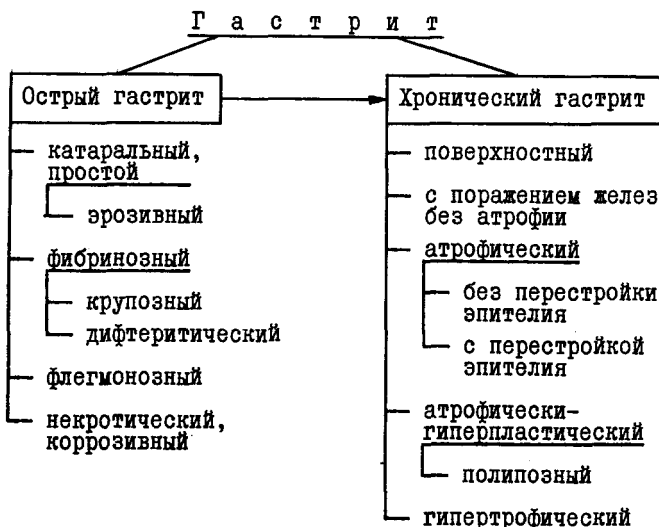 Гастрит
Острый гастрит
катаральный,
простой
эрозивный
фибринозный
крупозный
дифтеритический
флегмонозный
некротический,
коррозивный
Хронический гастрит
поверхностный
с поражением желез
без атрофии
атрофический
без перестройки
эпителия
с перестройкой
эпителия
атрофически-
гиперпластический
полипозный
гипертрофический